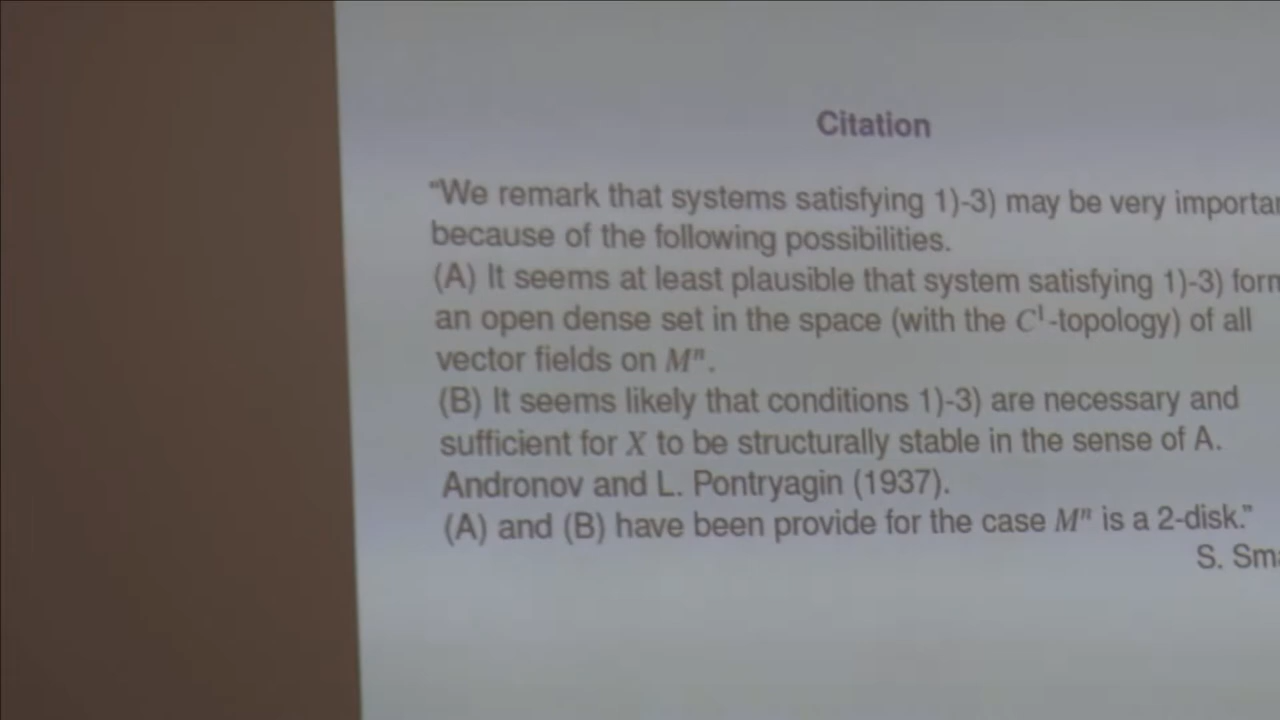 Citation
"We remark that systems satisfying 1)-3) may be very
because of the following possibilities.
(A) It seems at least plausible that system satisfying 1)-3)
an open dense set in the space (with the C¹-topology) of all
vector fields on Mⁿ.
(B) It seems likely that conditions 1)-3) are necessary and
sufficient for X to be structurally stable in the sense of A.
Andronov and L. Pontryagin (1937).
(A) and (B) have been provide for the case Mⁿ is a 2-disk."
S.